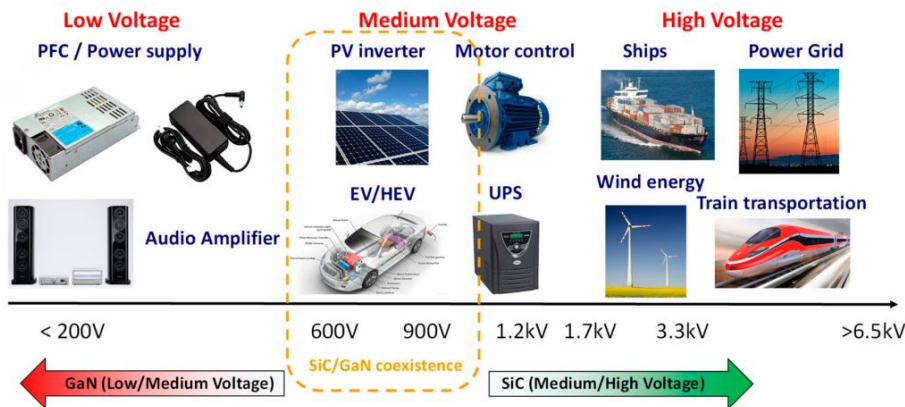 Low Voltage
Medium Voltage
High Voltage
PFC / Power supply
PV inverter
Motor control
Ships
Power Grid
Audio Amplifier
EV/HEV
UPS
Wind energy
Train transportation
< 200V
600V
900V
1.2kV
1.7kV
3.3kV
>6.5kV
SiC/GaN coexistence
GaN (Low/Medium Voltage)
SiC (Medium/High Voltage)